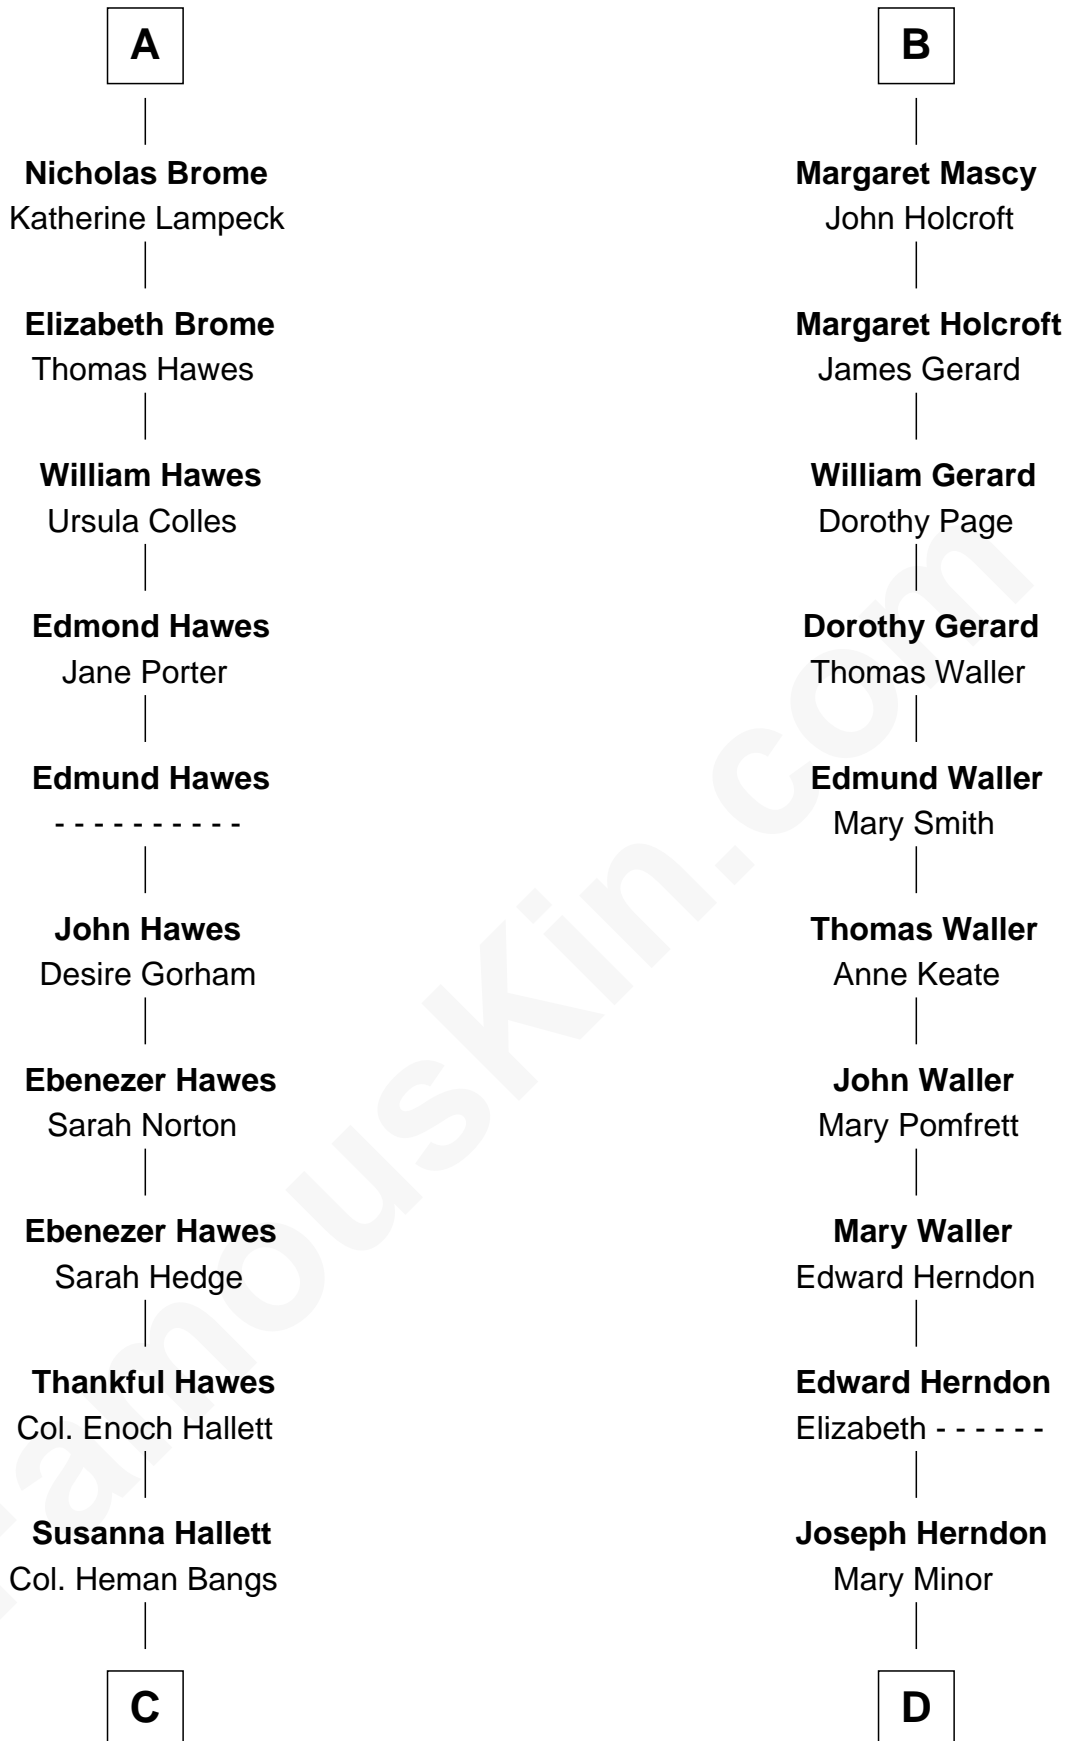 A
Nicholas Brome
Katherine Lampeck
Elizabeth Brome
Thomas Hawes
William Hawes
Ursula Colles
Edmond Hawes
Jane Porter
Edmund Hawes
- - - - - - - - - -
John Hawes
Desire Gorham
Ebenezer Hawes
Sarah Norton
Ebenezer Hawes
Sarah Hedge
Thankful Hawes
Col. Enoch Hallett
Susanna Hallett
Col. Heman Bangs
C
B
Margaret Mascy
John Holcroft
Margaret Holcroft
James Gerard
William Gerard
Dorothy Page
Dorothy Gerard
Thomas Waller
Edmund Waller
Mary Smith
Thomas Waller
Anne Keate
John Waller
Mary Pomfrett
Mary Waller
Edward Herndon
Edward Herndon
Elizabeth - - - - - -
Joseph Herndon
Mary Minor
D
FamousKin.com